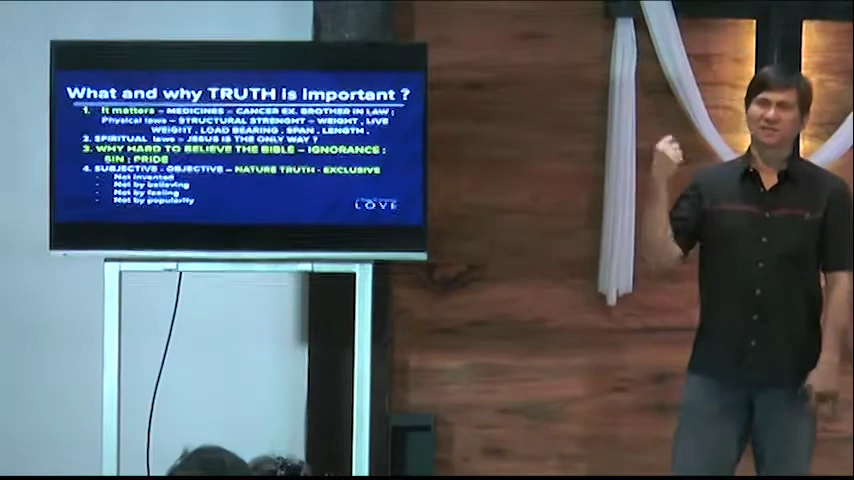 What and why TRUTH is Important ?
1. It matters – MEDICINES – CANCER EX. BROTHER IN LAW :
Physical laws – STRUCTURAL STRENGHT – WEIGHT , LIVE
WEIGHT , LOAD BEARING , SPAN , LENGTH .
2. SPIRITUAL laws – JESUS IS THE ONLY WAY ?
3. WHY HARD TO BELIEVE THE BIBLE – IGNORANCE :
SIN : PRIDE
4. SUBJECTIVE - OBJECTIVE – NATURE TRUTH - EXCLUSIVE
- Not invented
- Not by believing
- Not by feeling
- Not by popularity
LOVE